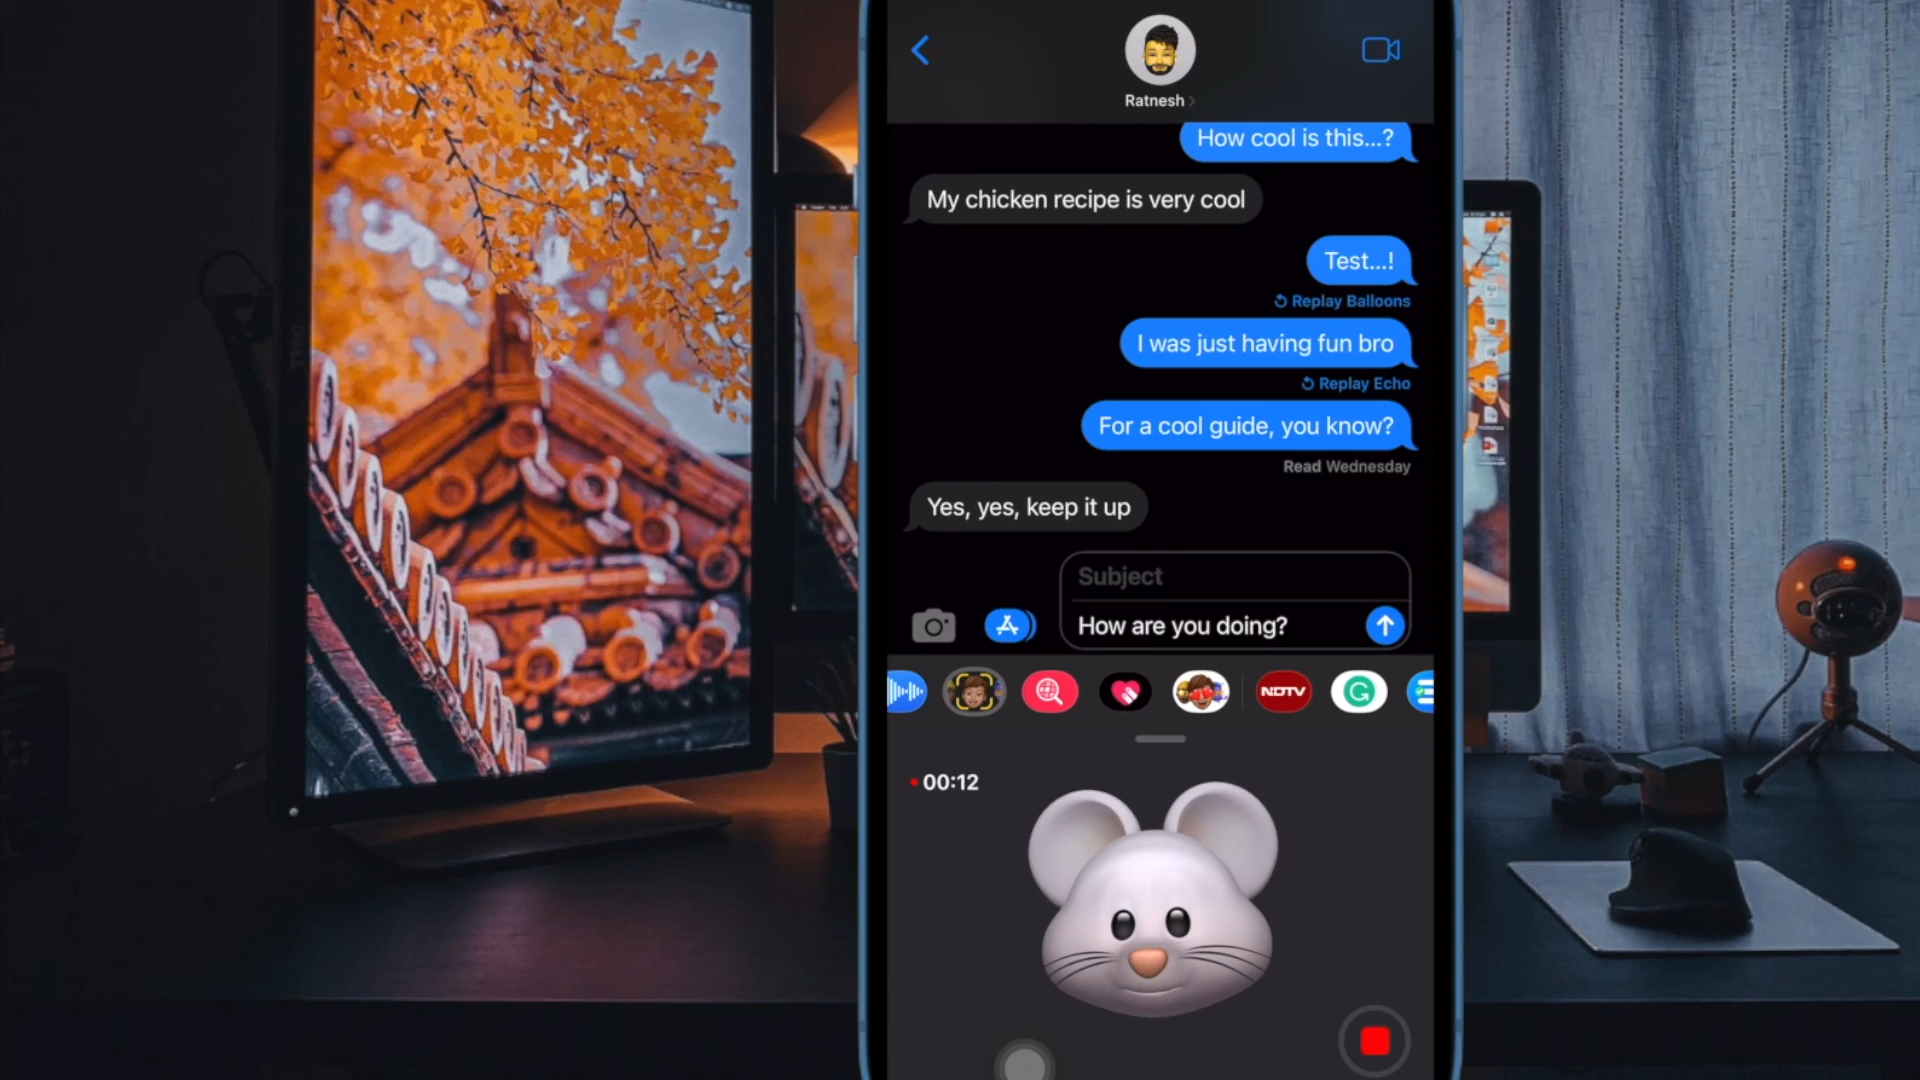 Ratnesh
How cool is this...?
My chicken recipe is very cool
Test...!
Replay Balloons
I was just having fun bro
Replay Echo
For a cool guide, you know?
Read Wednesday
Yes, yes, keep it up
Subject
How are you doing?
NDTV
00:12